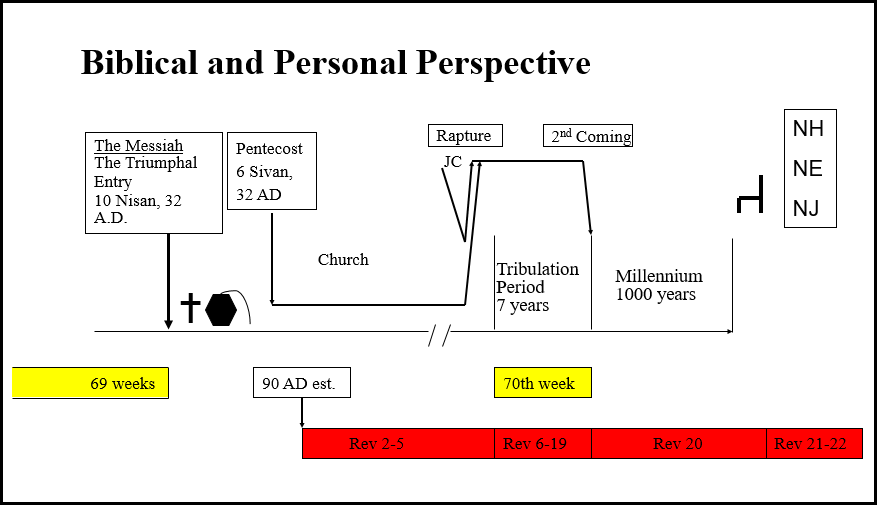 Biblical and Personal Perspective
The Messiah
The Triumphal
Entry
10 Nisan, 32
A.D.
Pentecost
6 Sivan,
32 AD
Rapture
JC
2nd Coming
NH
NE
NJ
Church
Tribulation
Period
7 years
Millennium
1000 years
69 weeks
90 AD est.
70th week
Rev 2-5
Rev 6-19
Rev 20
Rev 21-22